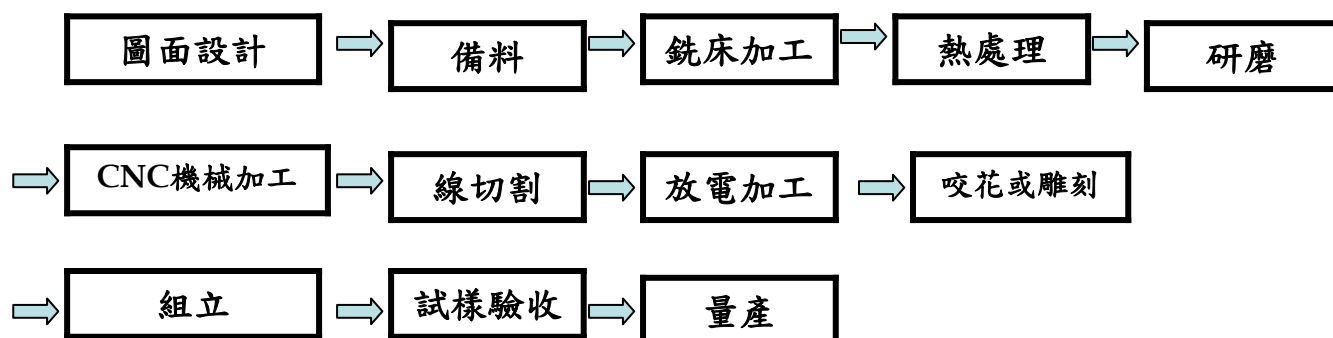 圖面設計
備料
銑床加工
熱處理
研磨
CNC機械加工
線切割
放電加工
咬花或雕刻
組立
試樣驗收
量產